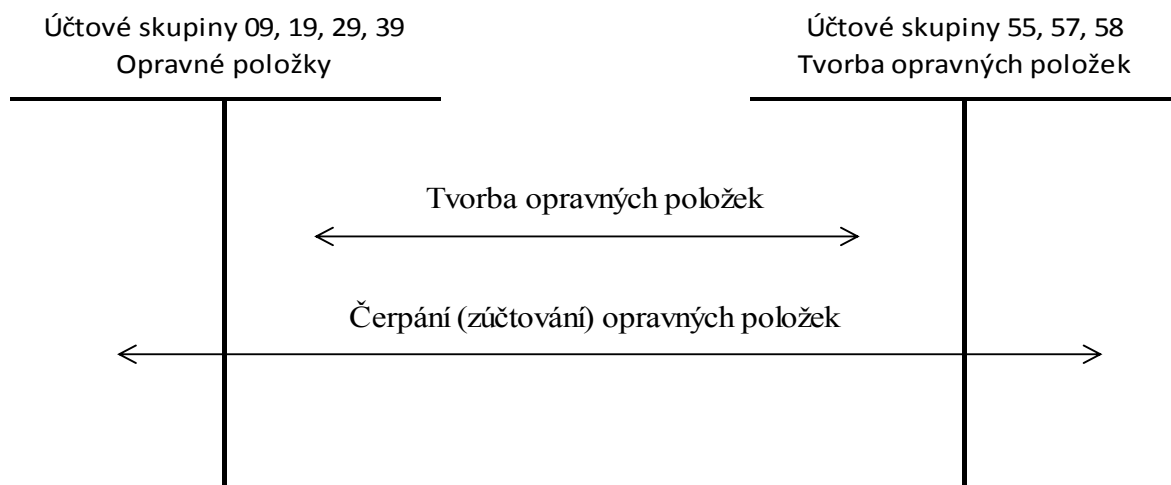 Účtové skupiny 09, 19, 29, 39
Opravné položky
Účtové skupiny 55, 57, 58
Tvorba opravných položek
Tvorba opravných položek
Čerpání (zúčtování) opravných položek